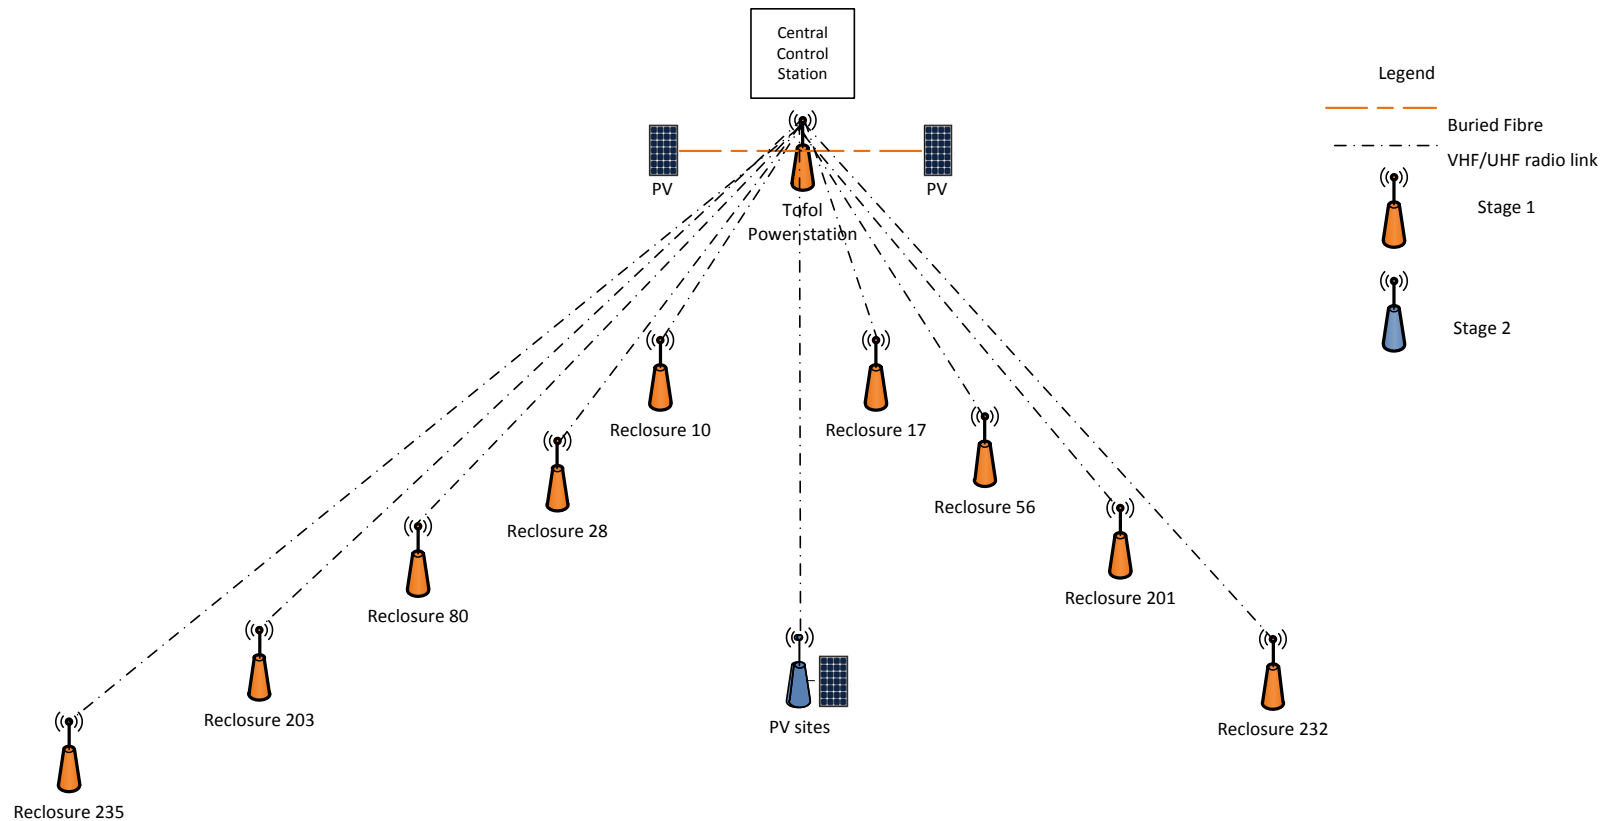 Central
Control
Station
Legend
Buried Fibre
VHF/UHF radio link
Stage 1
Stage 2
PV
PV
Tofol
Power station
Reclosure 10
Reclosure 17
Reclosure 28
Reclosure 56
Reclosure 80
Reclosure 201
Reclosure 203
PV sites
Reclosure 232
Reclosure 235